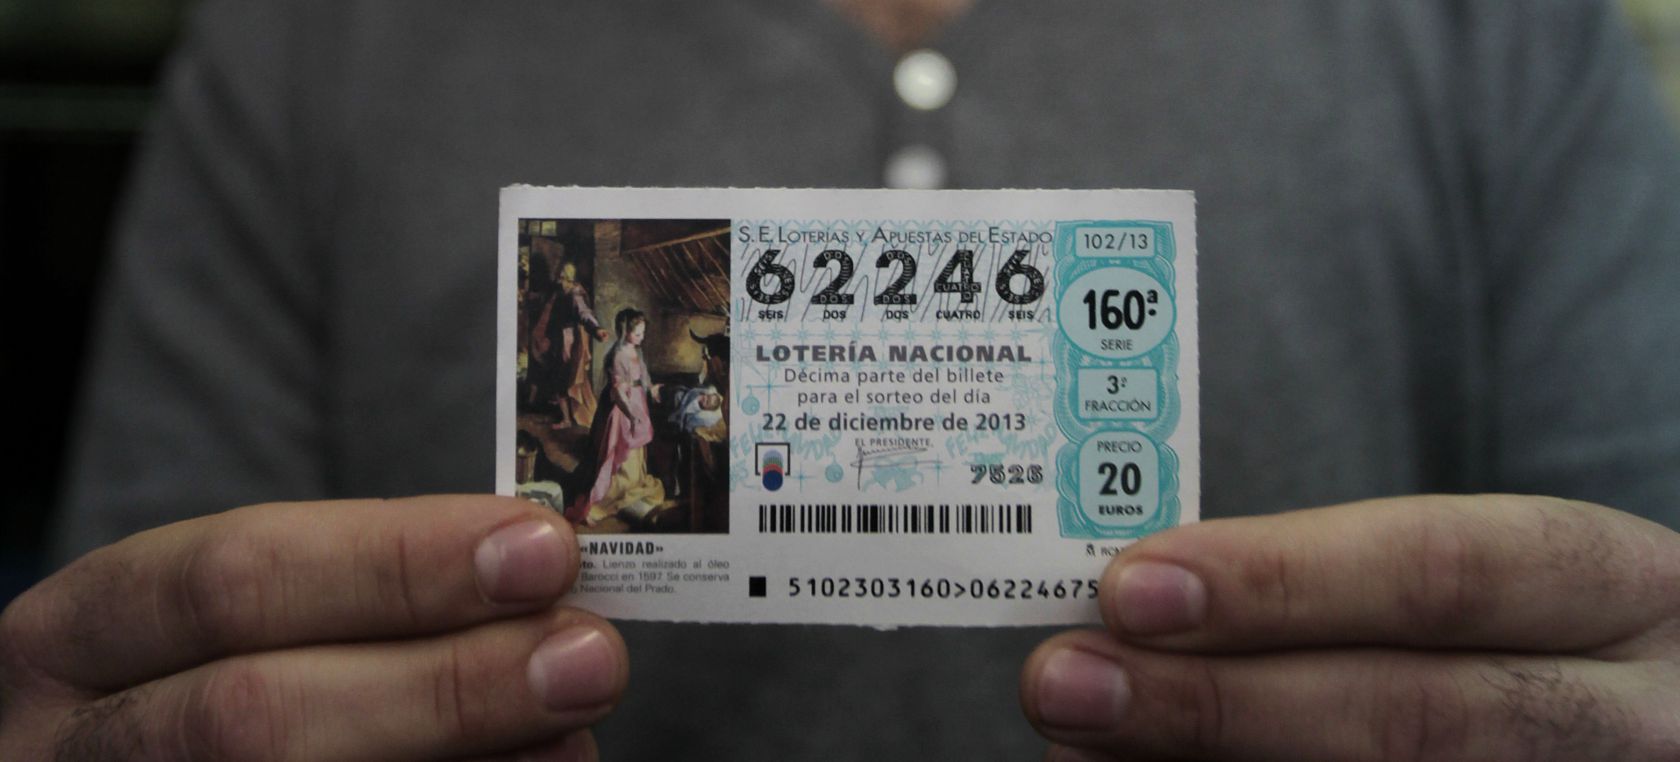 S. E. LOTERÍAS Y APUESTAS DEL ESTADO
62246
SEIS DOS DOS CUATRO SEIS
LOTERÍA NACIONAL
Décima parte del billete
para el sorteo del día
22 de diciembre de 2013
EL PRESIDENTE,
7526
102/13
160ª
SERIE
3ª
FRACCIÓN
PRECIO
20
EUROS
«NAVIDAD»
Lienzo realizado al óleo
Barocci en 1597. Se conserva
Nacional del Prado.
5102303160>06224675